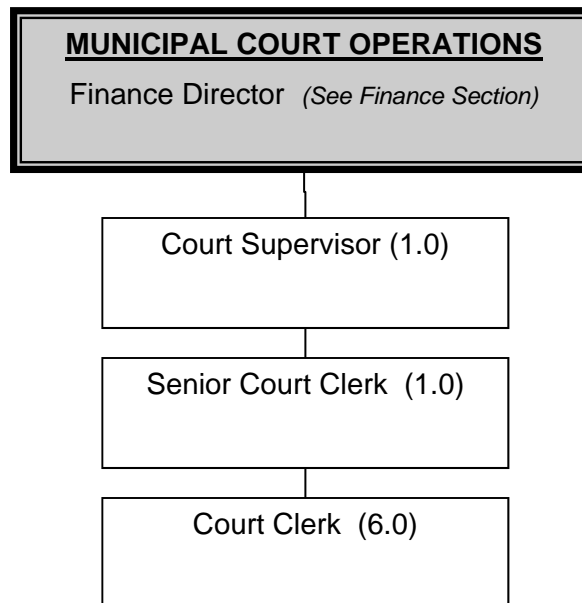 MUNICIPAL COURT OPERATIONS
Finance Director (See Finance Section)
Court Supervisor (1.0)
Senior Court Clerk (1.0)
Court Clerk (6.0)